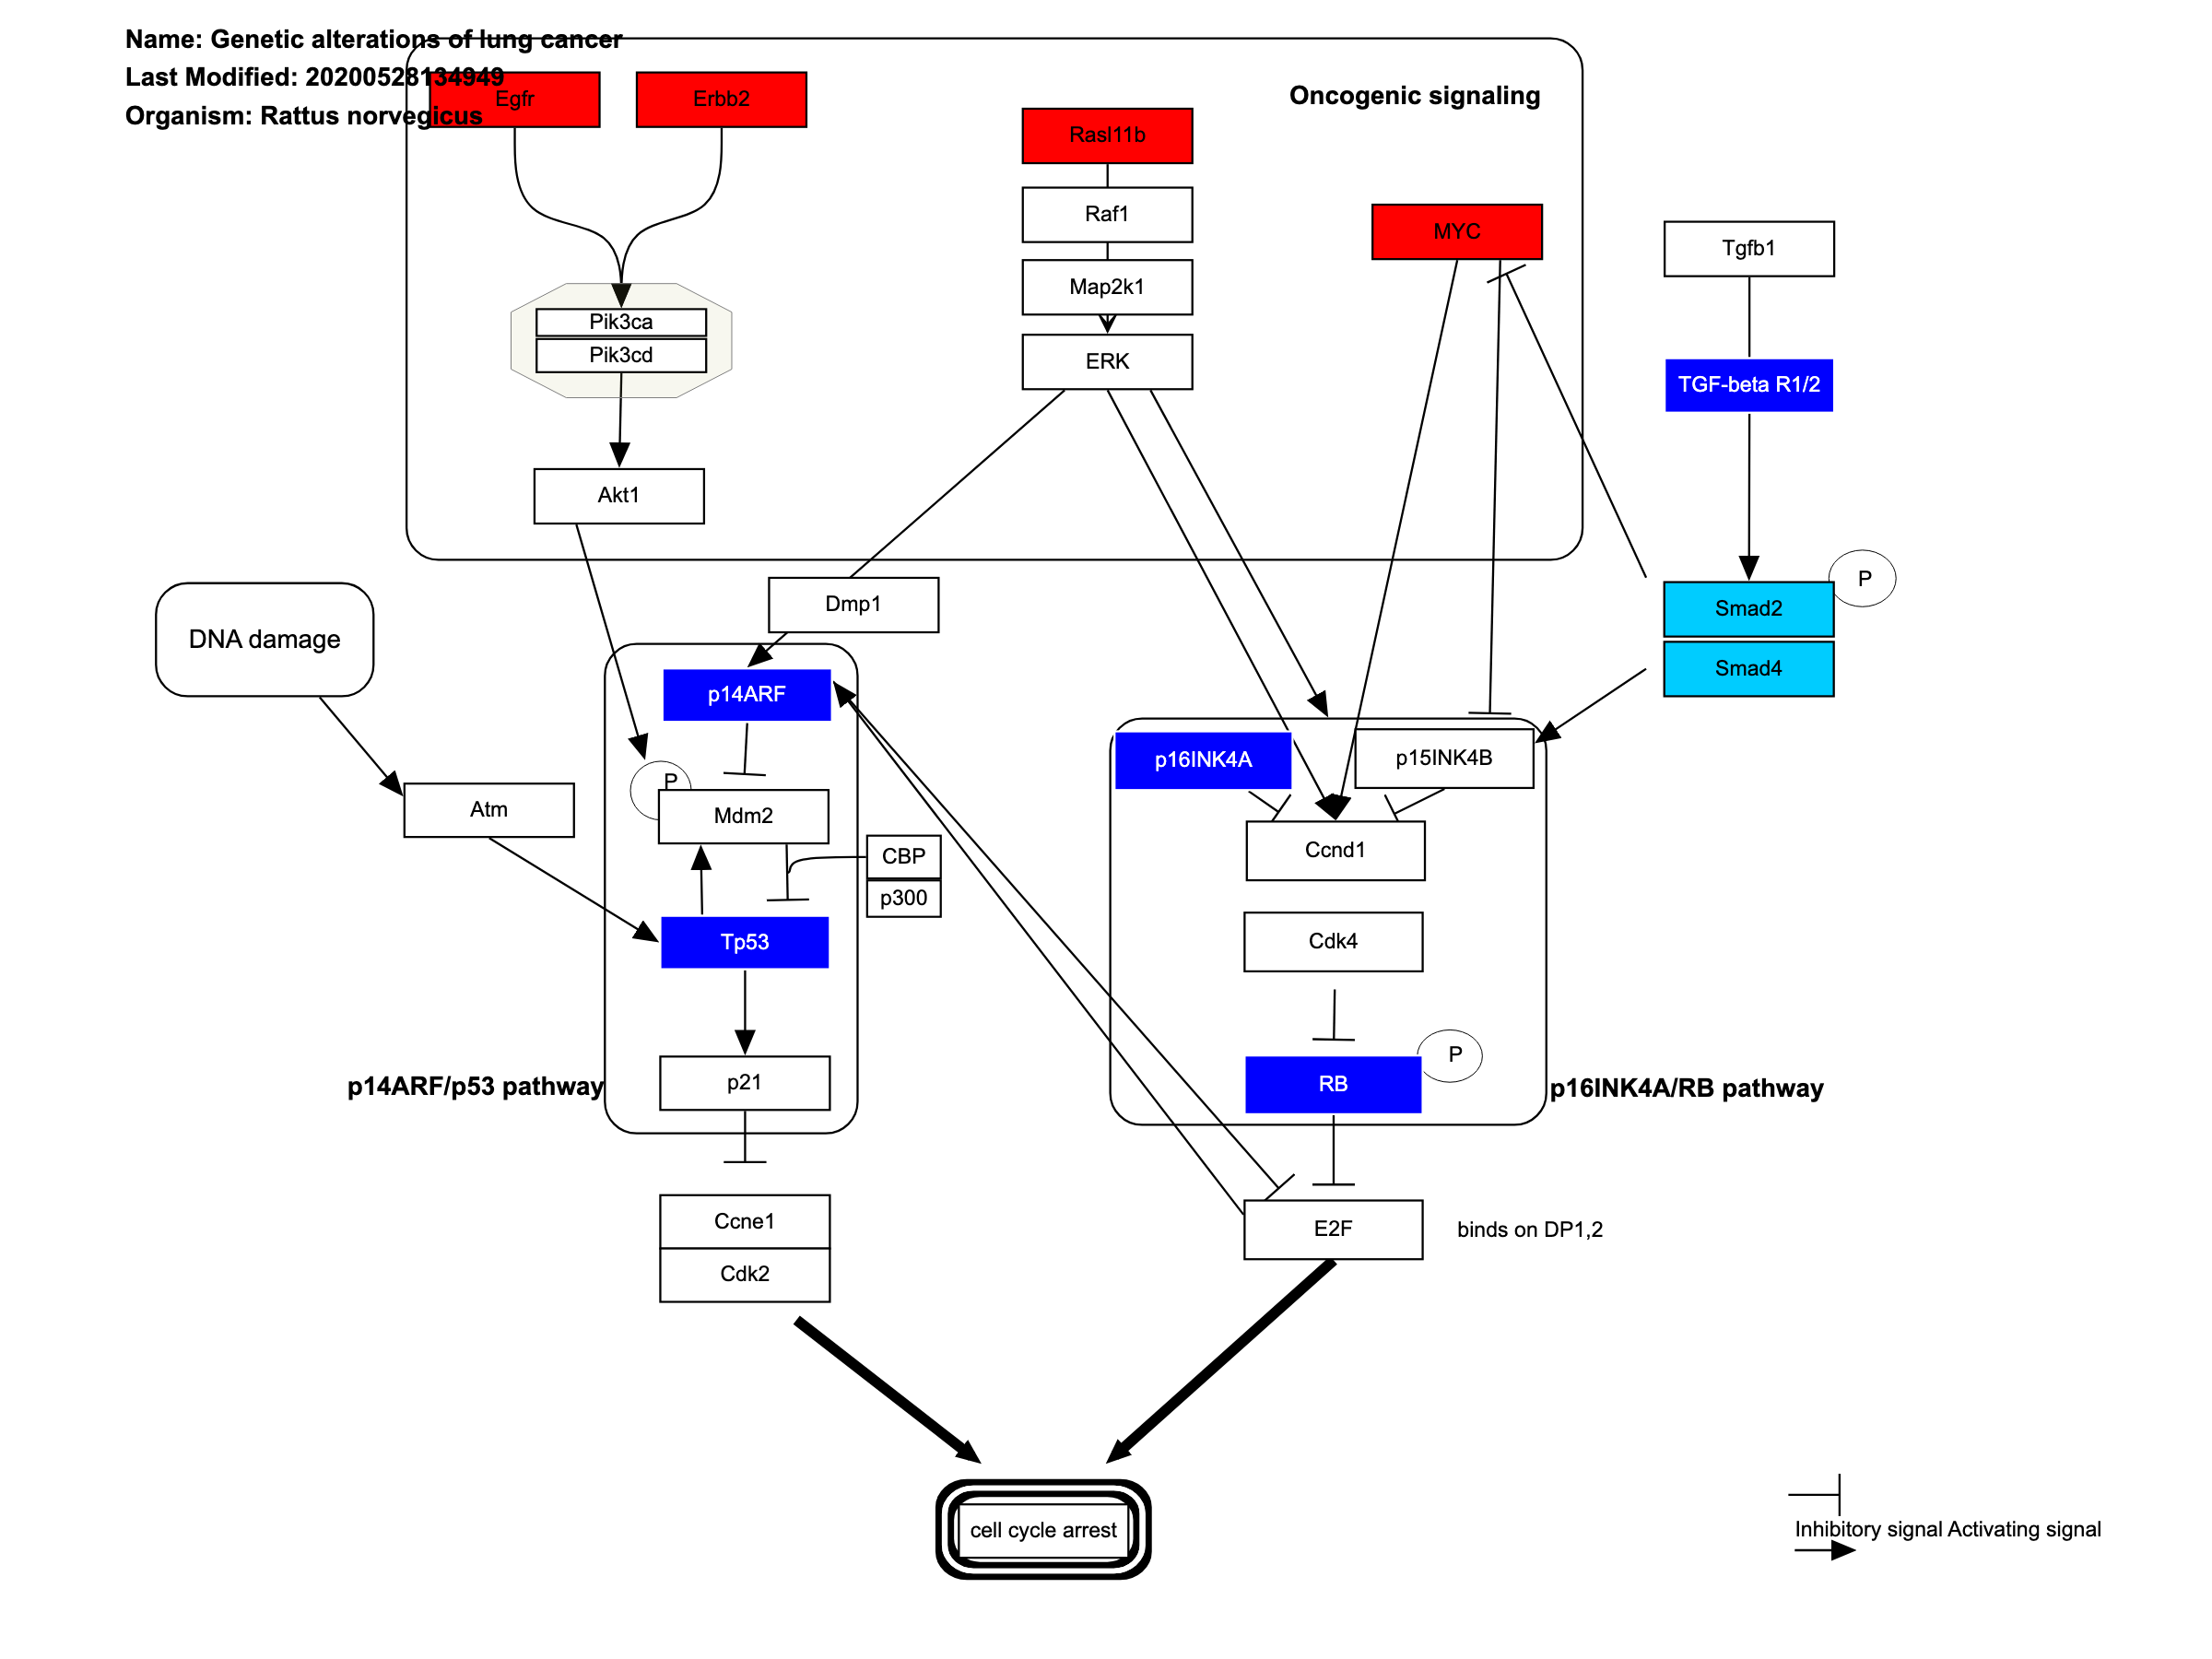 Name: Genetic alterations of lung cancer
Last Modified: 20200528134949
Organism: Rattus norvegicus
Egfr
Erbb2
Oncogenic signaling
Rasl11b
Raf1
MYC
Tgfb1
Map2k1
Pik3ca
Pik3cd
ERK
TGF-beta R1/2
Akt1
P
Smad2
Dmp1
DNA damage
Smad4
p14ARF
p16INK4A
p15INK4B
P
Atm
Mdm2
CBP
Ccnd1
p300
Tp53
Cdk4
P
p21
RB
p14ARF/p53 pathway
p16INK4A/RB pathway
Ccne1
E2F
binds on DP1,2
Cdk2
cell cycle arrest
Inhibitory signal Activating signal